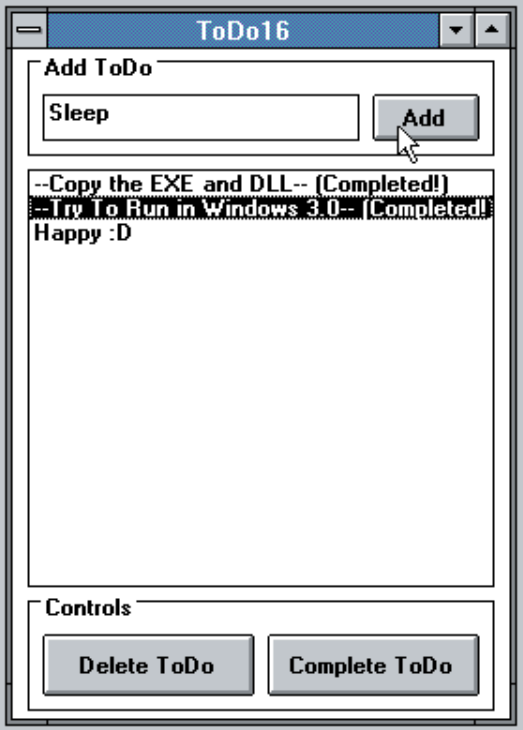 ToDo16
Add ToDo
Sleep
Add
--Copy the EXE and DLL-- (Completed!)
--Try To Run in Windows 3.0-- (Completed!
Happy :D
Controls
Delete ToDo
Complete ToDo